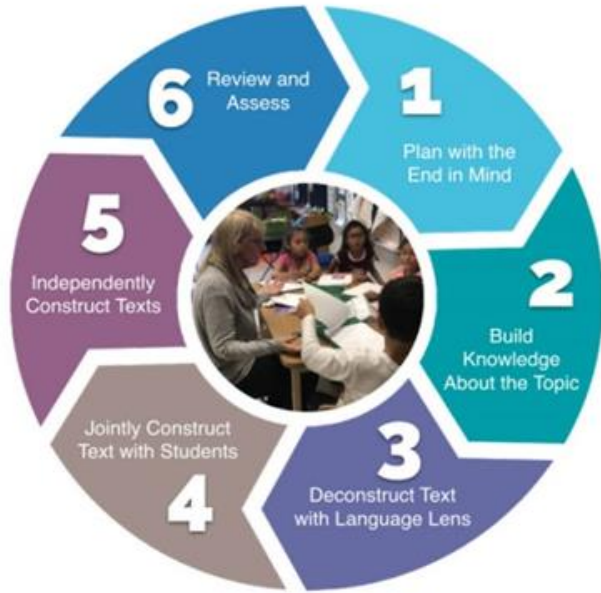 1
Plan with the
End in Mind
2
Build
Knowledge
About the Topic
3
Deconstruct Text
with Language Lens
Jointly Construct
Text with Students
4
5
Independently
Construct Texts
6
Review and
Assess